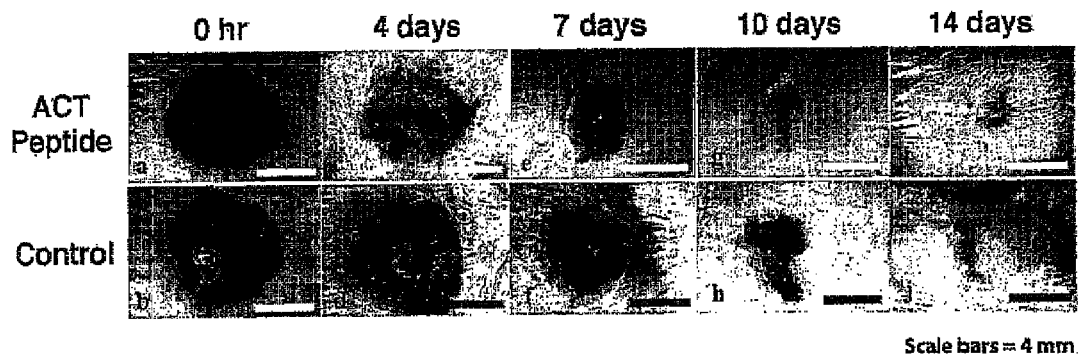 0 hr 4 days 7 days 10 days 14 days
ACT
Peptide
a e g
Control
b d f h j
Scale bars = 4 mm